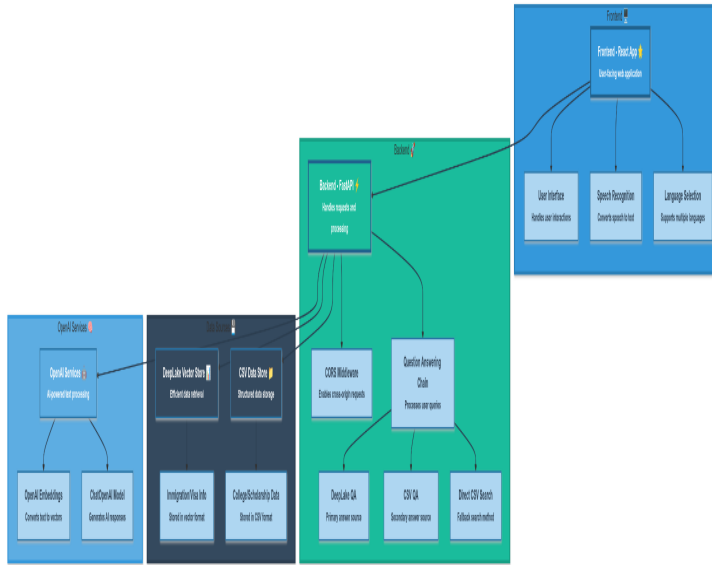 Frontend 🖥️
Frontend - React App ⭐
User-facing web application
User Interface
Handles user interactions
Speech Recognition
Converts speech to text
Language Selection
Supports multiple languages
Backend 🚀
Backend - FastAPI ⚡
Handles requests and
processing
CORS Middleware
Enables cross-origin requests
Question Answering
Chain
Processes user queries
DeepLake QA
Primary answer source
CSV QA
Secondary answer source
Direct CSV Search
Fallback search method
OpenAI Services 🧠
OpenAI Services
AI-powered text processing
OpenAI Embeddings
Converts text to vectors
ChatOpenAI Model
Generates AI responses
DeepLake Vector Store 📊
Efficient data retrieval
CSV Data Store 📁
Structured data storage
Immigration/Visa Info
Stored in vector format
College/Scholarship Data
Stored in CSV format